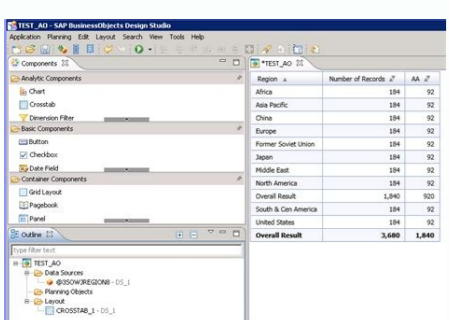 TEST_AO - SAP BusinessObjects Design Studio
Application Planning Edit Layout Search View Tools Help
Components
Analytic Components
Chart
Crosstab
Dimension Filter
Basic Components
Button
Checkbox
Date Field
Container Components
Grid Layout
Pagebook
Panel
Outline
type filter text
TEST_AO
Data Sources
- DS_1
Planning Objects
Layout
CROSSTAB_1 - DS_1
*TEST_AO
Region Number of Records AA
Africa 184 92
Asia Pacific 184 92
China 184 92
Europe 184 92
Former Soviet Union 184 92
Japan 184 92
Middle East 184 92
North America 184 92
Overall Result 1,840 920
South & Cen America 184 92
United States 184 92
Overall Result 3,680 1,840